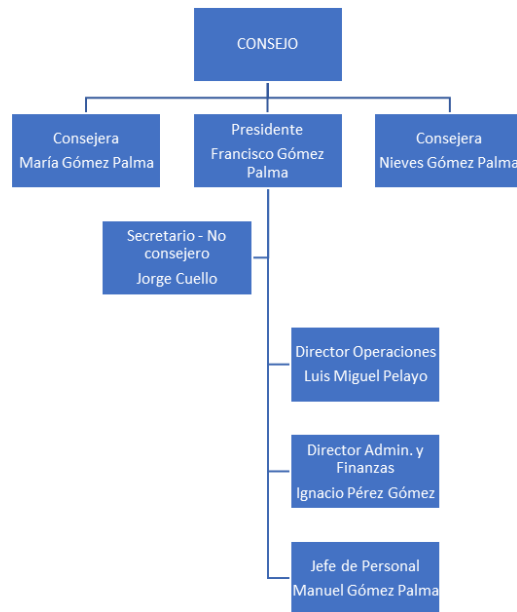 CONSEJO
Consejera
María Gómez Palma
Presidente
Francisco Gómez
Palma
Consejera
Nieves Gómez Palma
Secretario - No
consejero
Jorge Cuello
Director Operaciones
Luis Miguel Pelayo
Director Admin. y
Finanzas
Ignacio Pérez Gómez
Jefe de Personal
Manuel Gómez Palma